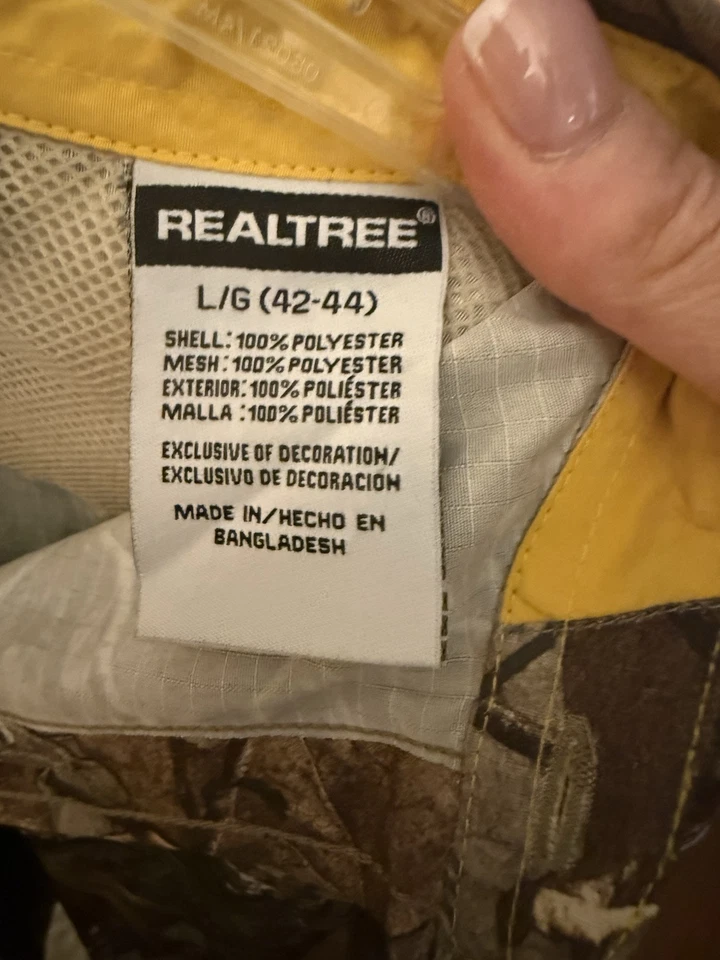 REALTREE®
L/G (42-44)
SHELL: 100% POLYESTER
MESH: 100% POLYESTER
EXTERIOR: 100% POLIÉSTER
MALLA : 100% POLIÉSTER
EXCLUSIVE OF DECORATION/
EXCLUSIVO DE DECORACION
MADE IN/HECHO EN
BANGLADESH